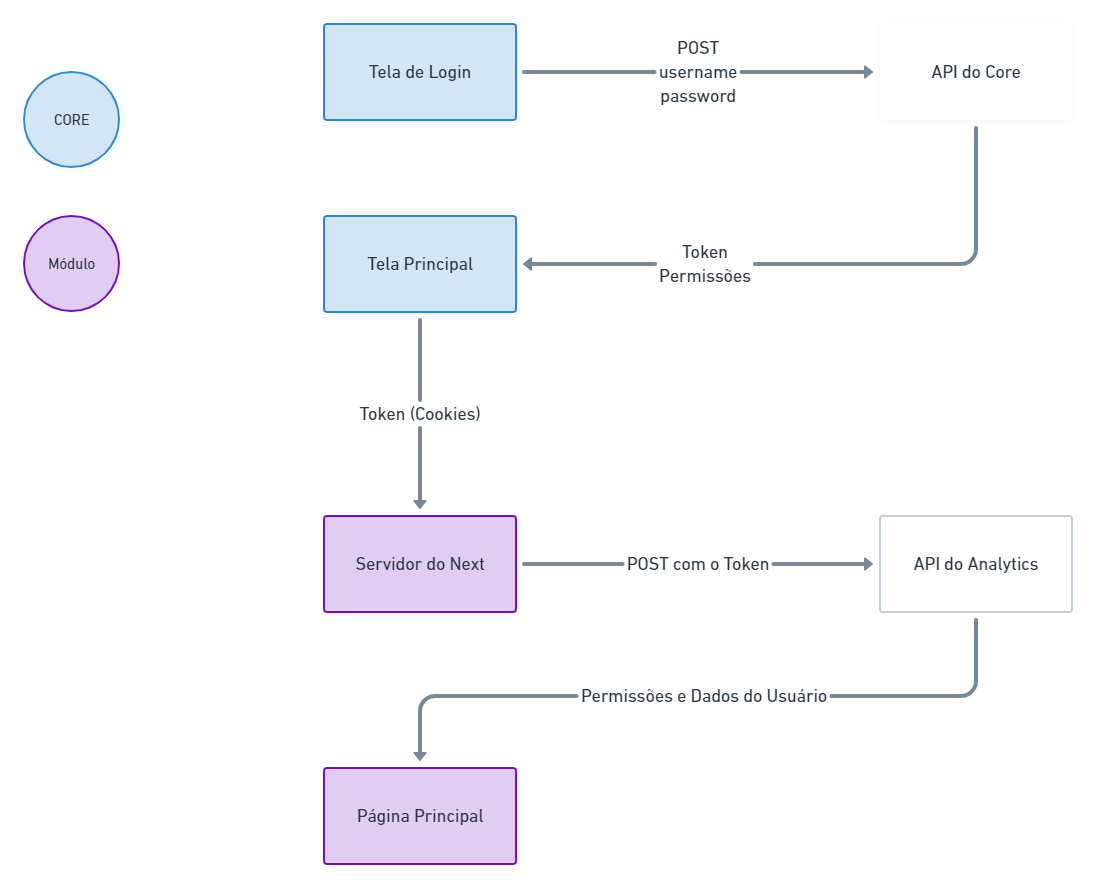 Tela de Login
POST
username
password
API do Core
CORE
Módulo
Tela Principal
Token
Permissões
Token (Cookies)
Servidor do Next
POST com o Token
API do Analytics
Permissões e Dados do Usuário
Página Principal